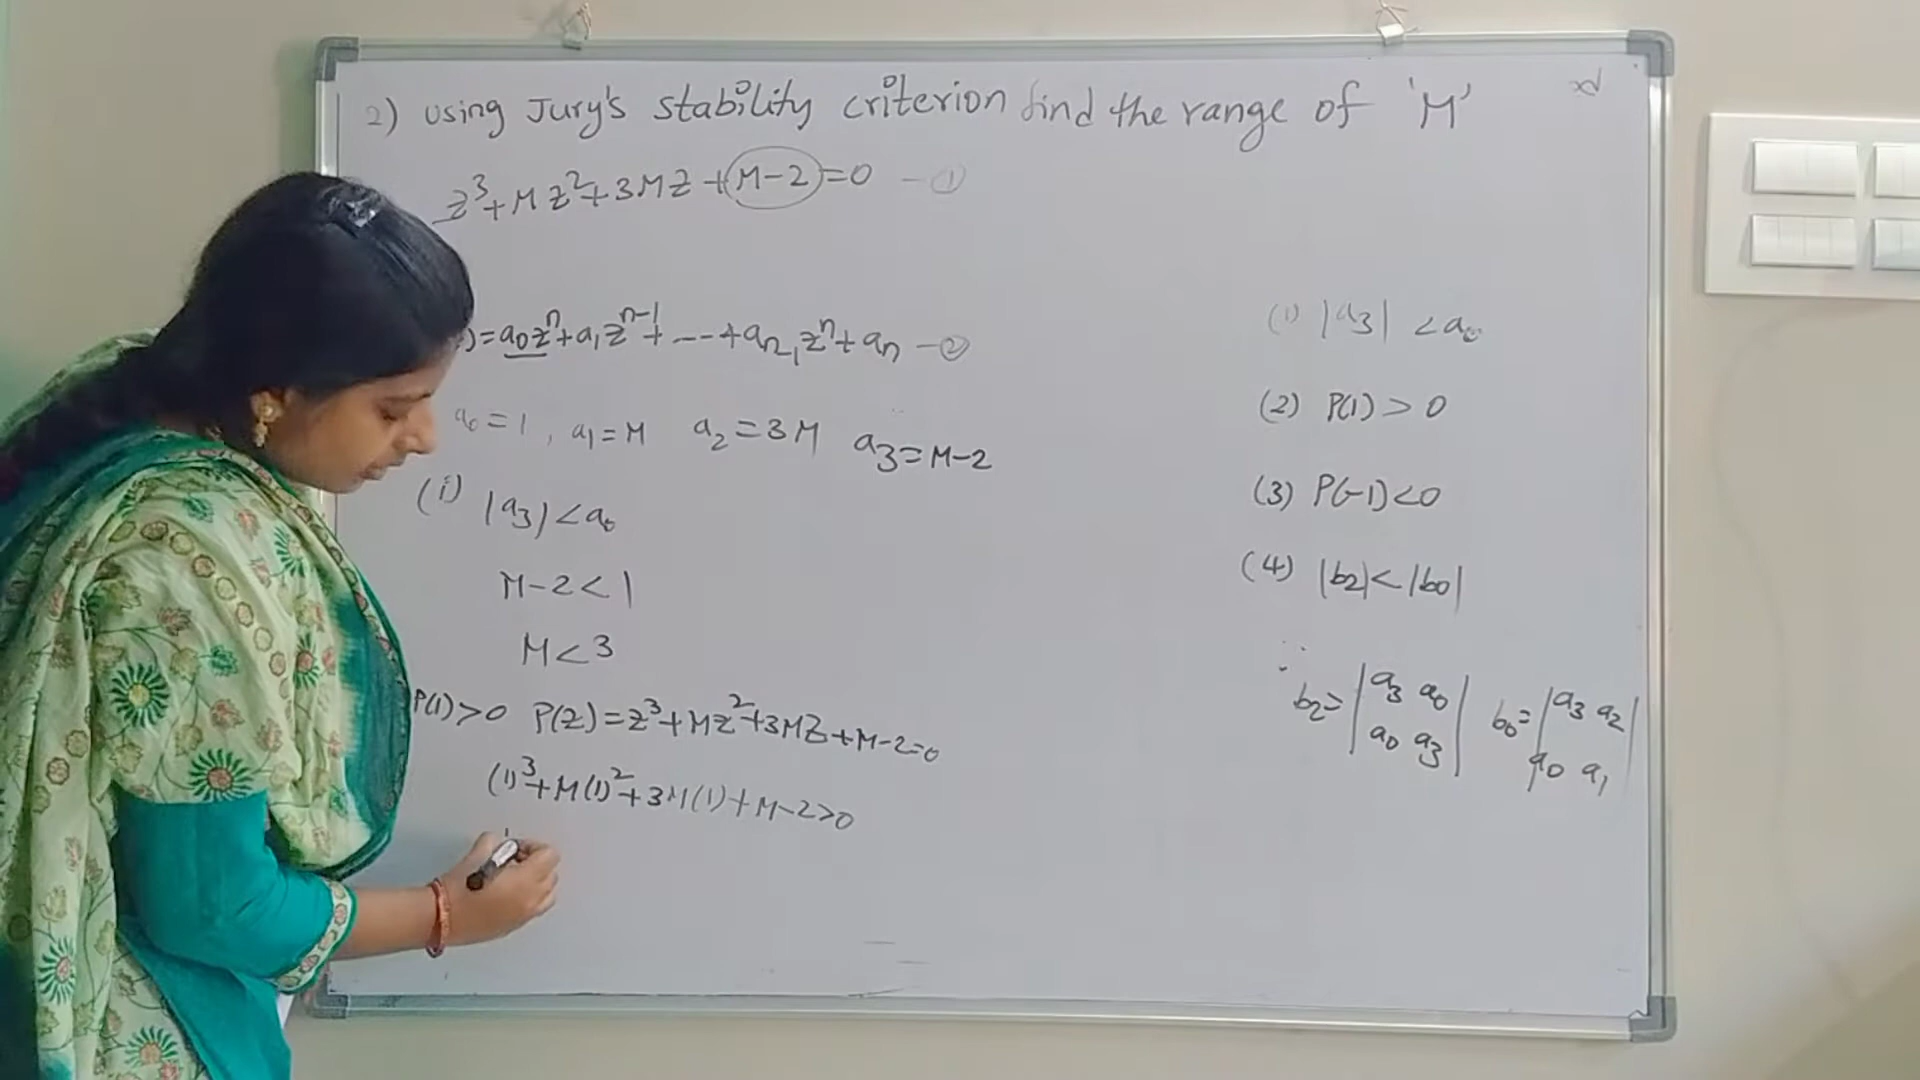 2) Using Jury's stability criterion find the range of 'M'
z³+Mz²+3Mz+M-2=0 - ①
)=a₀zⁿ+a₁zⁿ⁻¹+ --+aₙ₋₁zⁿ+aₙ -②
a₀=1, a₁=M a₂=3M a₃=M-2
(i) |a₃|<a₀
M-2<1
M<3
P(1)>0 P(z)=z³+Mz²+3Mz+M-2=0
(1)³+M(1)²+3M(1)+M-2>0
(1) |a₃| <a₀
(2) P(1)>0
(3) P(-1)<0
(4) |b₂|<|b₀|
∴ b₂=|a₃ a₀| b₀=|a₃ a₂|
|a₀ a₃| |a₀ a₁|